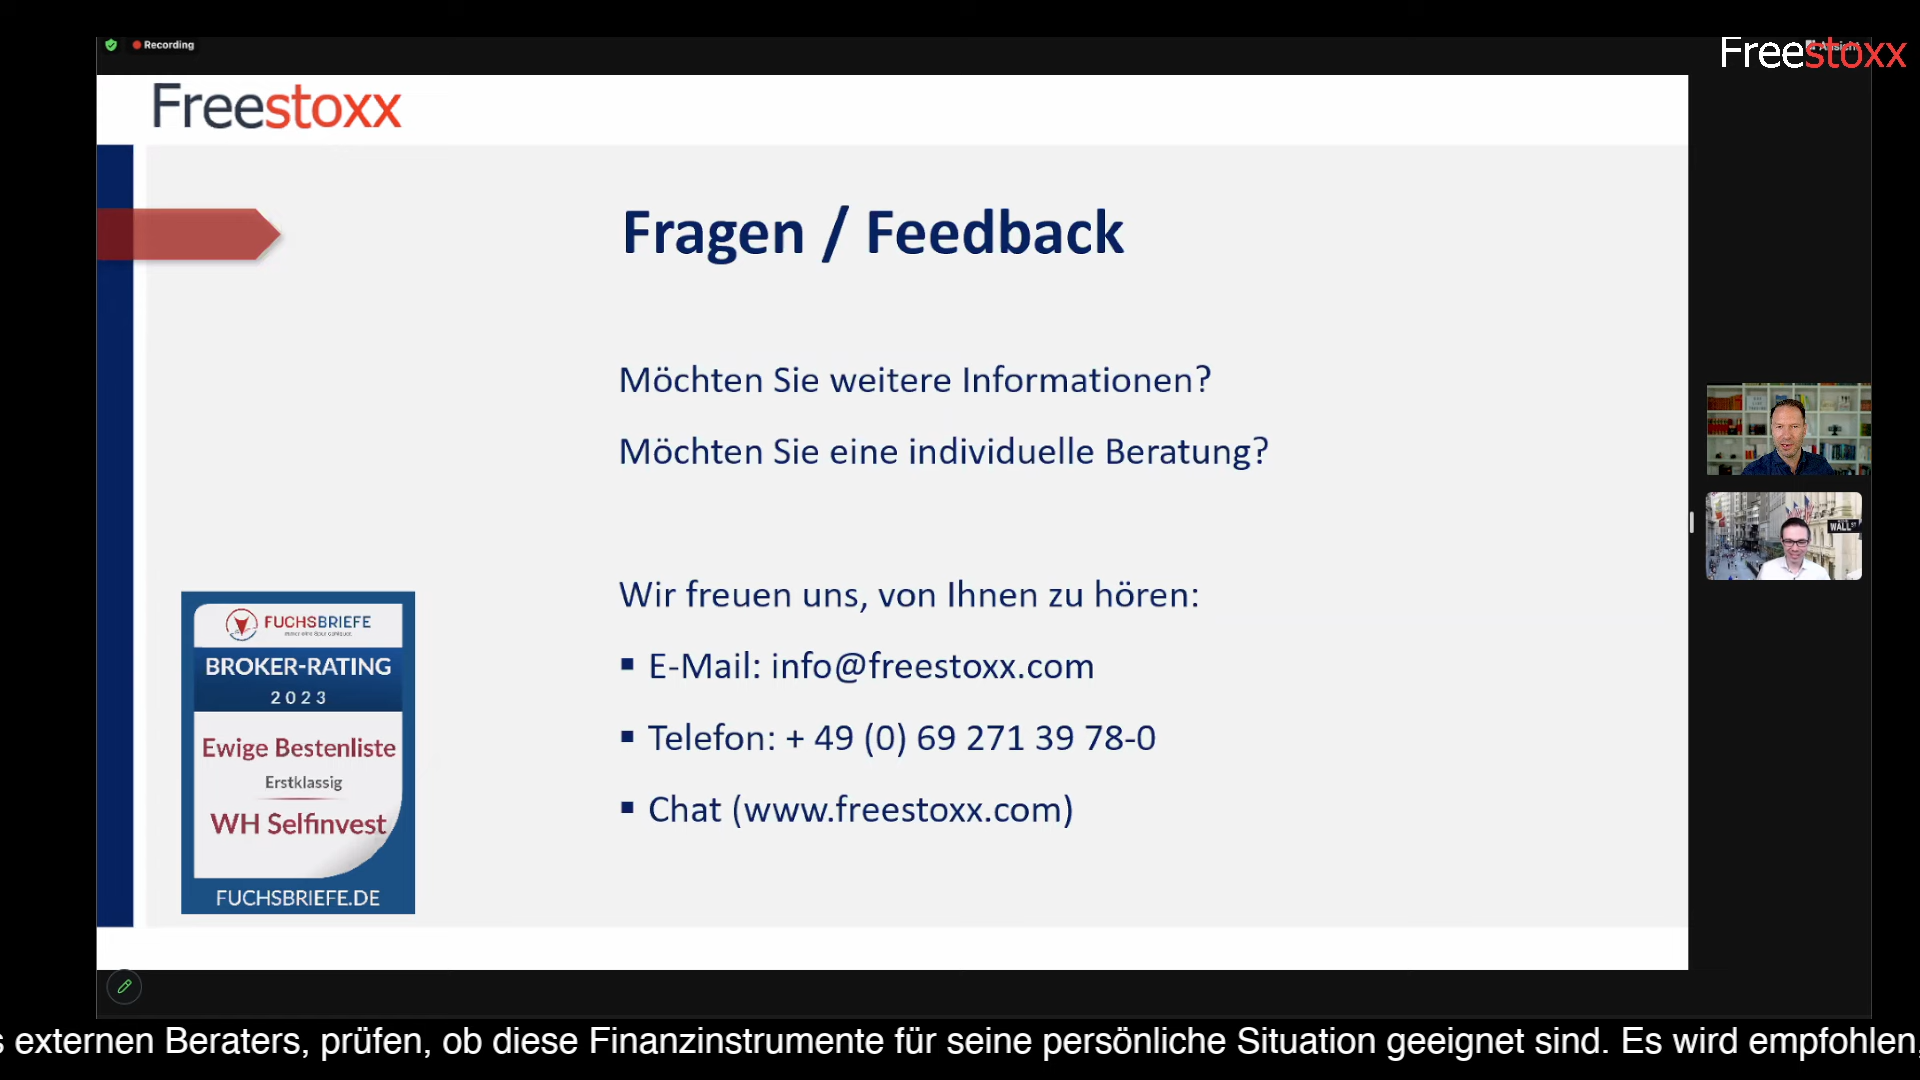 Recording
Freestoxx
Freestoxx
Fragen / Feedback
Möchten Sie weitere Informationen?
Möchten Sie eine individuelle Beratung?
Wir freuen uns, von Ihnen zu hören:
▪ E-Mail: info@freestoxx.com
▪ Telefon: + 49 (0) 69 271 39 78-0
▪ Chat (www.freestoxx.com)
FUCHSBRIEFE
BROKER-RATING
2023
Ewige Bestenliste
Erstklassig
WH Selfinvest
FUCHSBRIEFE.DE
WALL ST
externen Beraters, prüfen, ob diese Finanzinstrumente für seine persönliche Situation geeignet sind. Es wird empfohlen,